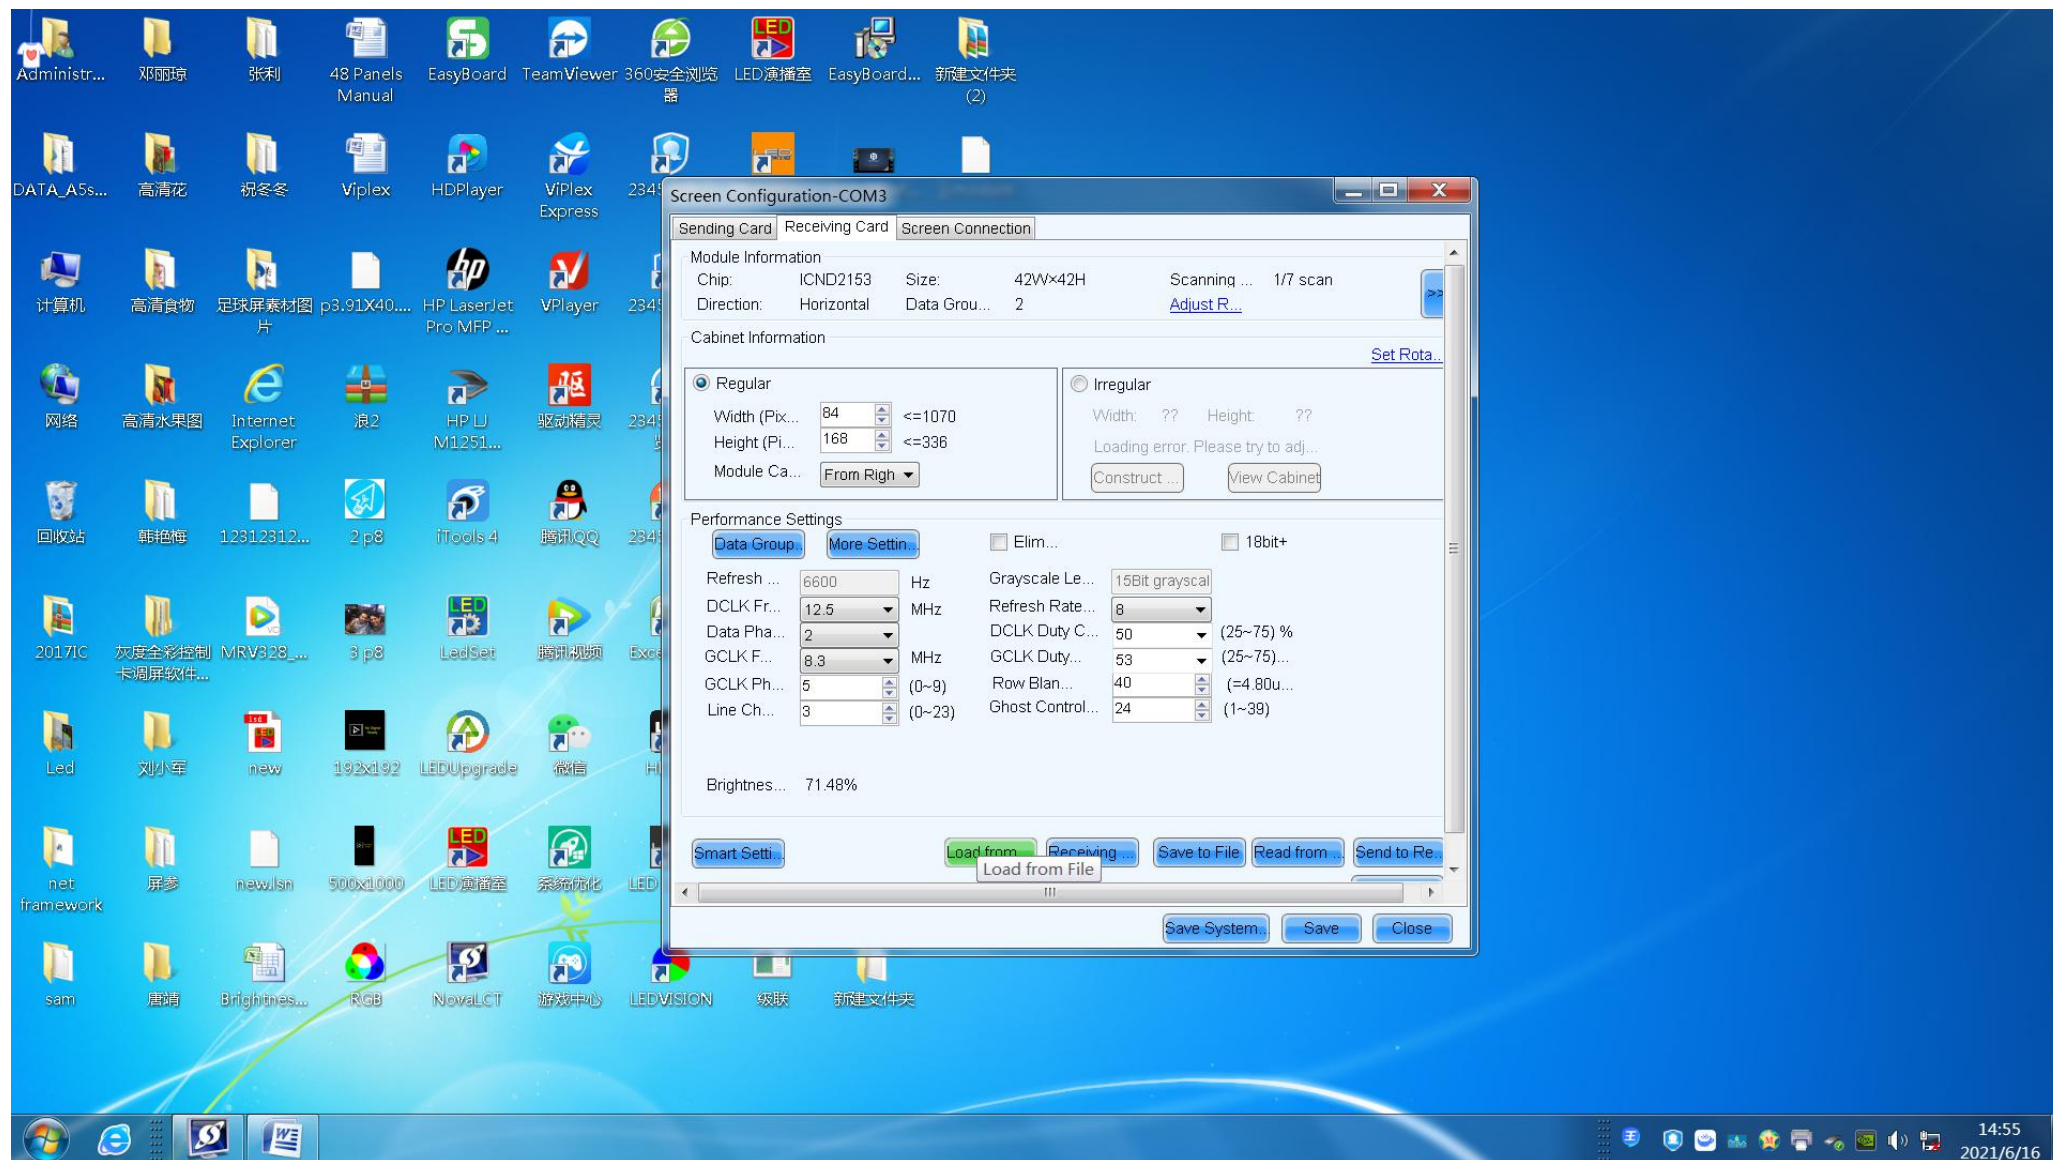 Administr...
邓丽琼
张利
48 Panels
Manual
EasyBoard
TeamViewer
360安全浏览
器
LED演播室
EasyBoard...
新建文件夹
(2)
DATA_A5s...
高清花
祝冬冬
Viplex
HDPlayer
ViPlex
Express
计算机
高清食物
足球屏素材图
片
p3.91X40....
HP LaserJet
Pro MFP ...
VPlayer
网络
高清水果图
Internet
Explorer
浪2
HP LJ
M1251...
驱动精灵
回收站
韩艳梅
12312312...
2 p8
iTools 4
腾讯QQ
2017IC
灰度全彩控制
卡调屏软件...
MRV328_...
3 p8
LedSet
腾讯视频
Led
刘小军
new
192x192
LEDUpgrade
微信
net
framework
屏参
new.lsn
500x1000
LED演播室
系统优化
LED
sam
唐靖
Brightnes...
RGB
NovaLCT
游戏中心
LEDVISION
级联
新建文件夹
Screen Configuration-COM3
Sending Card
Receiving Card
Screen Connection
Module Information
Chip: ICND2153 Size: 42W×42H Scanning ... 1/7 scan
Direction: Horizontal Data Grou... 2 Adjust R...
>>
Cabinet Information
Set Rota...
Regular
Width (Pix... 84 <=1070
Height (Pi... 168 <=336
Module Ca... From Righ
Irregular
Width: ?? Height: ??
Loading error. Please try to adj...
Construct ... View Cabinet
Performance Settings
Data Group.. More Settin... Elim... 18bit+
Refresh ... 6600 Hz Grayscale Le... 15Bit grayscal
DCLK Fr... 12.5 MHz Refresh Rate... 8
Data Pha... 2 DCLK Duty C... 50 (25~75) %
GCLK F... 8.3 MHz GCLK Duty... 53 (25~75)...
GCLK Ph... 5 (0~9) Row Blan... 40 (=4.80u...
Line Ch... 3 (0~23) Ghost Control... 24 (1~39)
Brightnes... 71.48%
Smart Setti... Load from... Receiving ... Save to File Read from ... Send to Re..
Load from File
Save System.. Save Close
14:55
2021/6/16